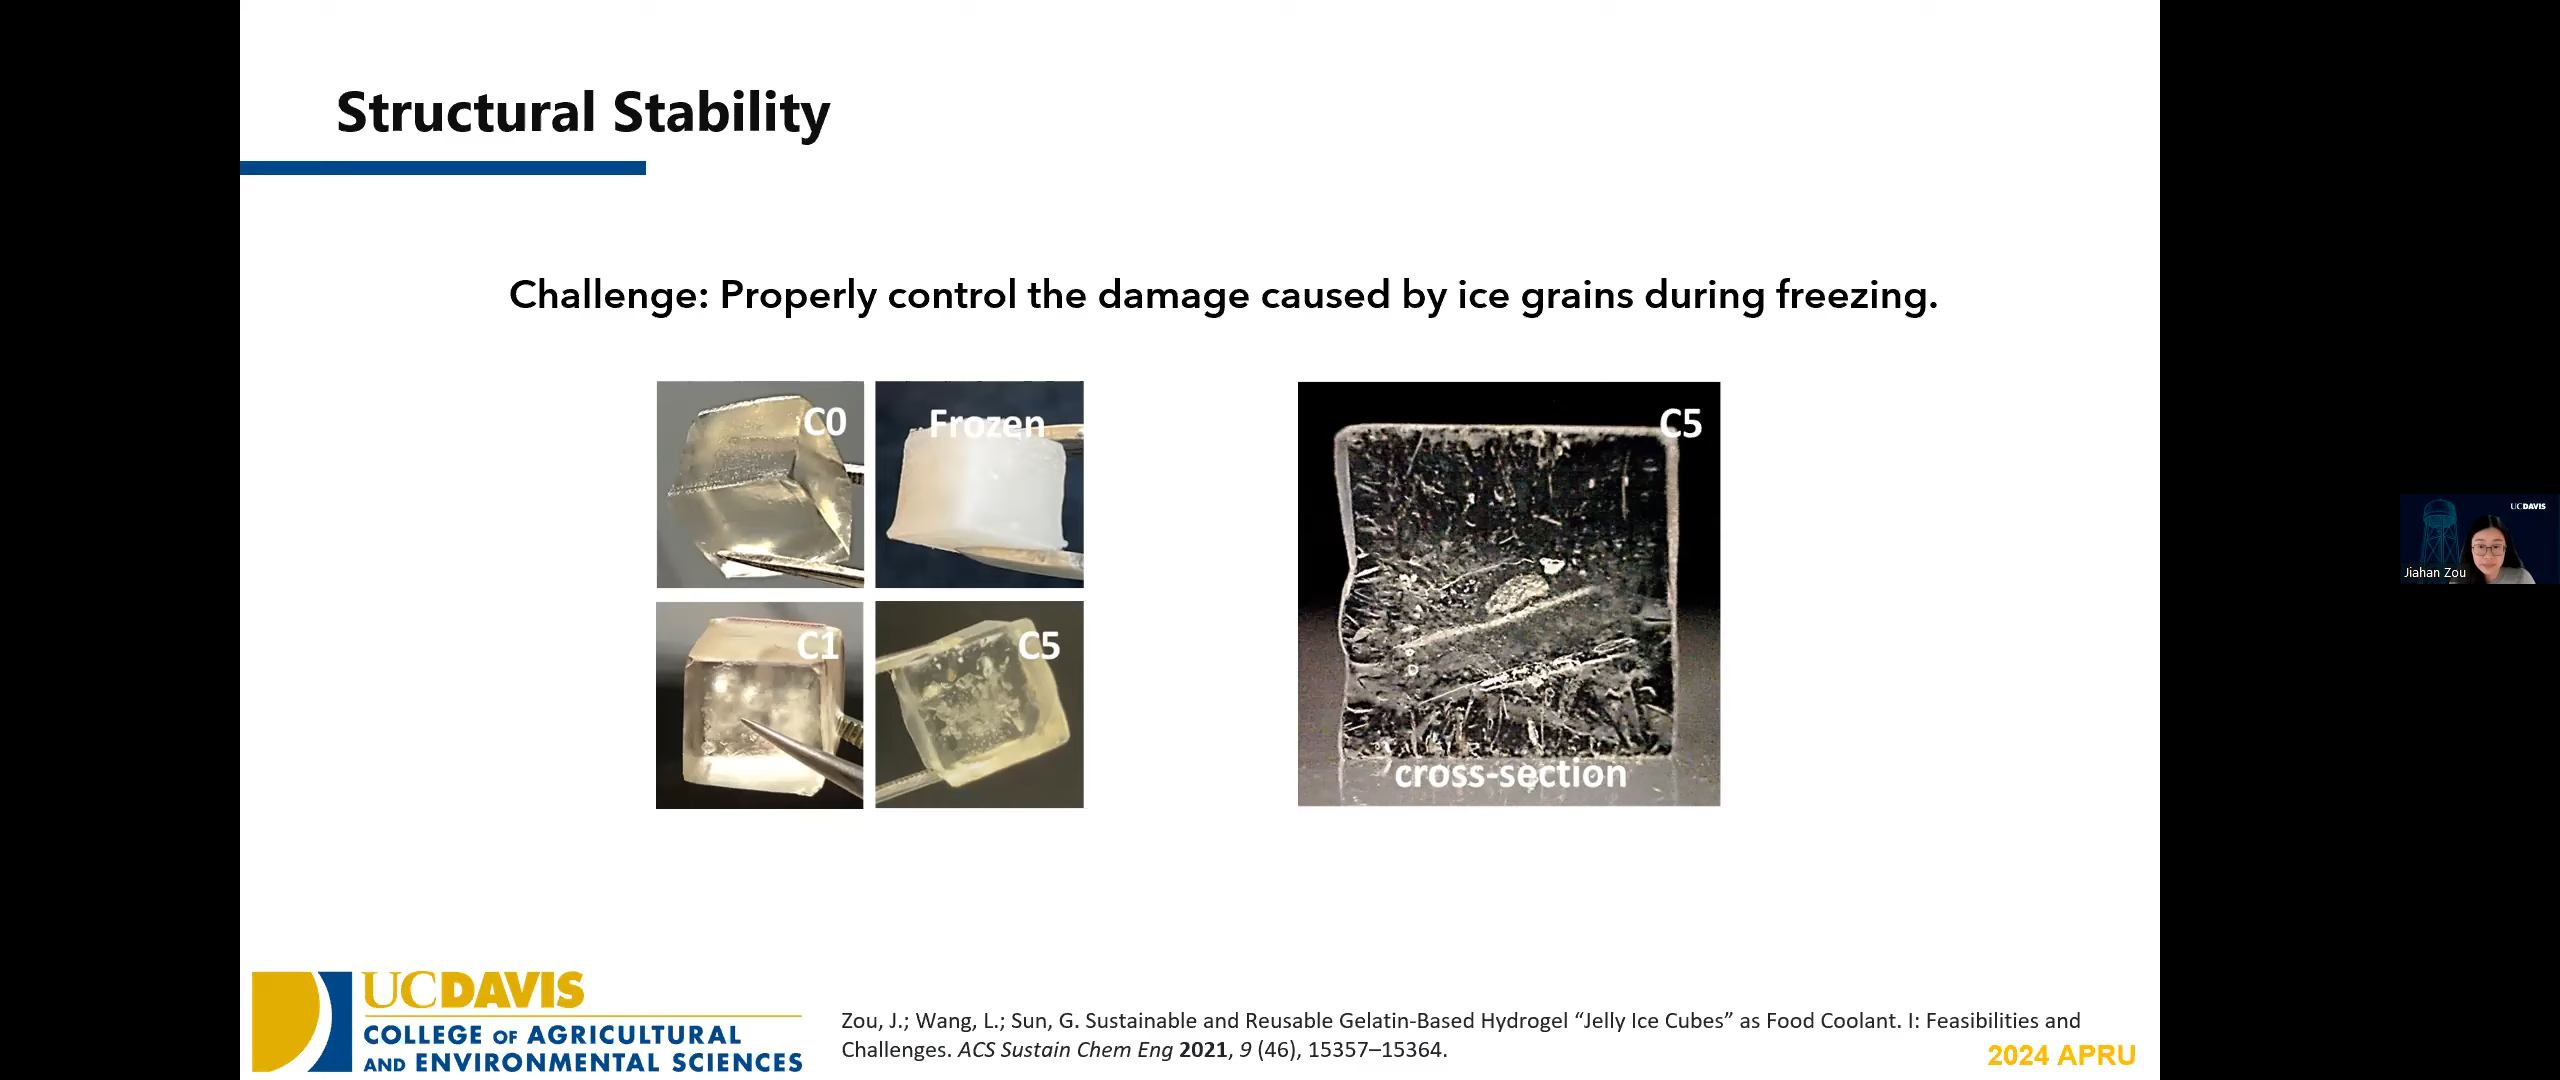 Structural Stability
Challenge: Properly control the damage caused by ice grains during freezing.
C0
Frozen
C1
C5
C5
cross-section
UCDAVIS
Jiahan Zou
UCDAVIS
COLLEGE OF AGRICULTURAL
AND ENVIRONMENTAL SCIENCES
Zou, J.; Wang, L.; Sun, G. Sustainable and Reusable Gelatin-Based Hydrogel “Jelly Ice Cubes” as Food Coolant. I: Feasibilities and
Challenges. ACS Sustain Chem Eng 2021, 9 (46), 15357–15364.
2024 APRU